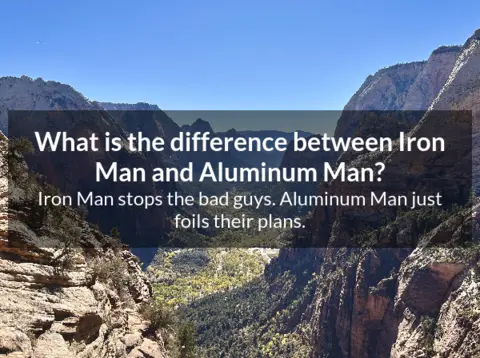 What is the difference between Iron
Man and Aluminum Man?
Iron Man stops the bad guys. Aluminum Man just
foils their plans.